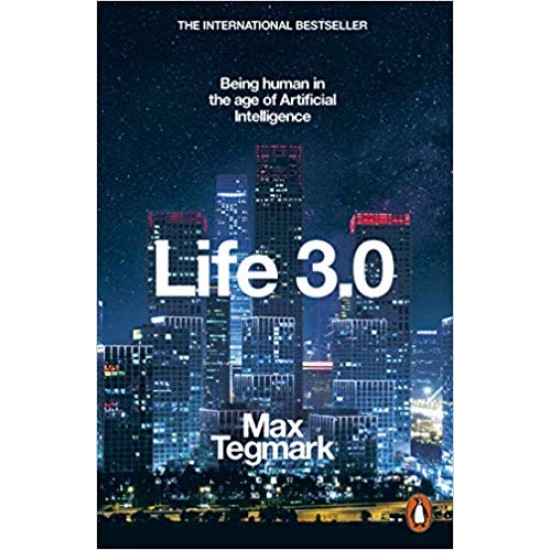 THE INTERNATIONAL BESTSELLER
Being human in
the age of Artificial
Intelligence
Life 3.0
Max
Tegmark